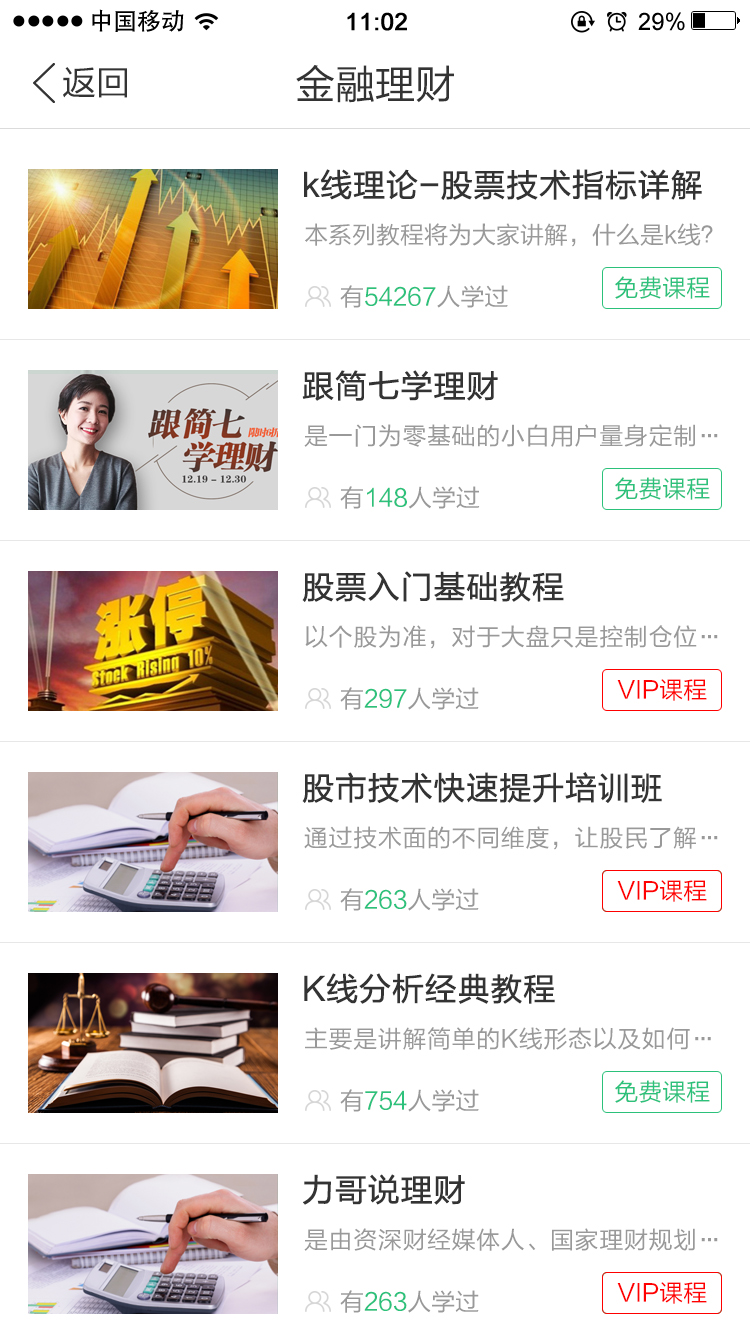 中国移动 11:02 29%
返回 金融理财
k线理论-股票技术指标详解
本系列教程将为大家讲解，什么是k线?
有54267人学过 免费课程
跟简七
学理财
12.19 - 12.30
跟简七学理财
是一门为零基础的小白用户量身定制···
有148人学过 免费课程
涨停
Stock Rising 10%
股票入门基础教程
以个股为准，对于大盘只是控制仓位···
有297人学过 VIP课程
股市技术快速提升培训班
通过技术面的不同维度，让股民了解···
有263人学过 VIP课程
K线分析经典教程
主要是讲解简单的K线形态以及如何···
有754人学过 免费课程
力哥说理财
是由资深财经媒体人、国家理财规划···
有263人学过 VIP课程